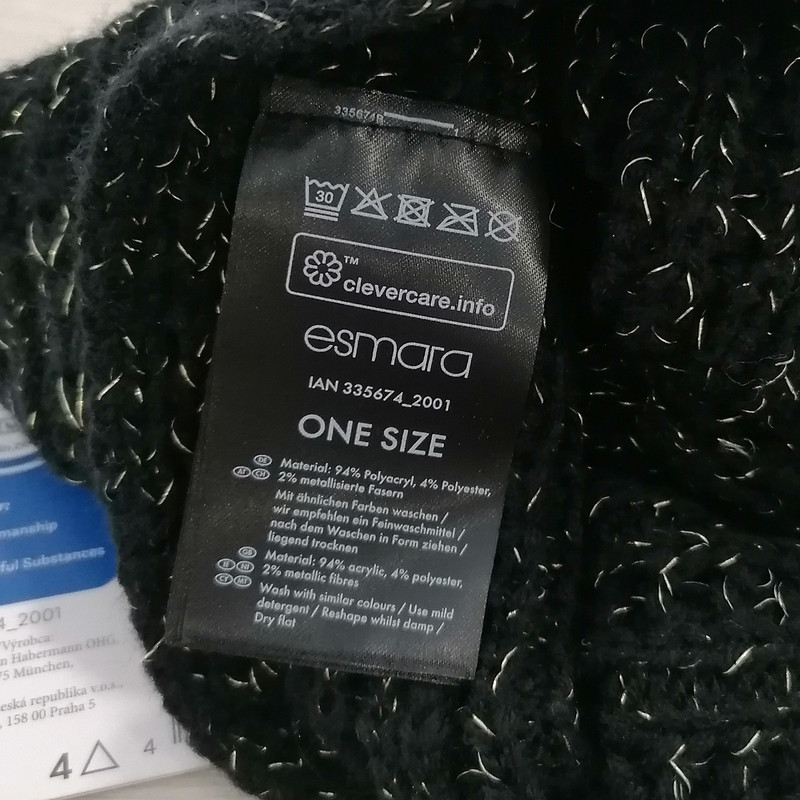 335674B
30
™
clevercare.info
esmara
IAN 335674_2001
ONE SIZE
DE AT CH Material: 94% Polyacryl, 4% Polyester,
2% metallisierte Fasern
Mit ähnlichen Farben waschen /
wir empfehlen ein Feinwaschmittel /
nach dem Waschen in Form ziehen /
liegend trocknen
GB IE NI CY MT Material: 94% acrylic, 4% polyester,
2% metallic fibres
Wash with similar colours / Use mild
detergent / Reshape whilst damp /
Dry flat
manship
ful Substances
4_2001
/Výrobca:
n Habermann OHG,
75 München,
eská republika v.o.s.,
, 158 00 Praha 5
4 4